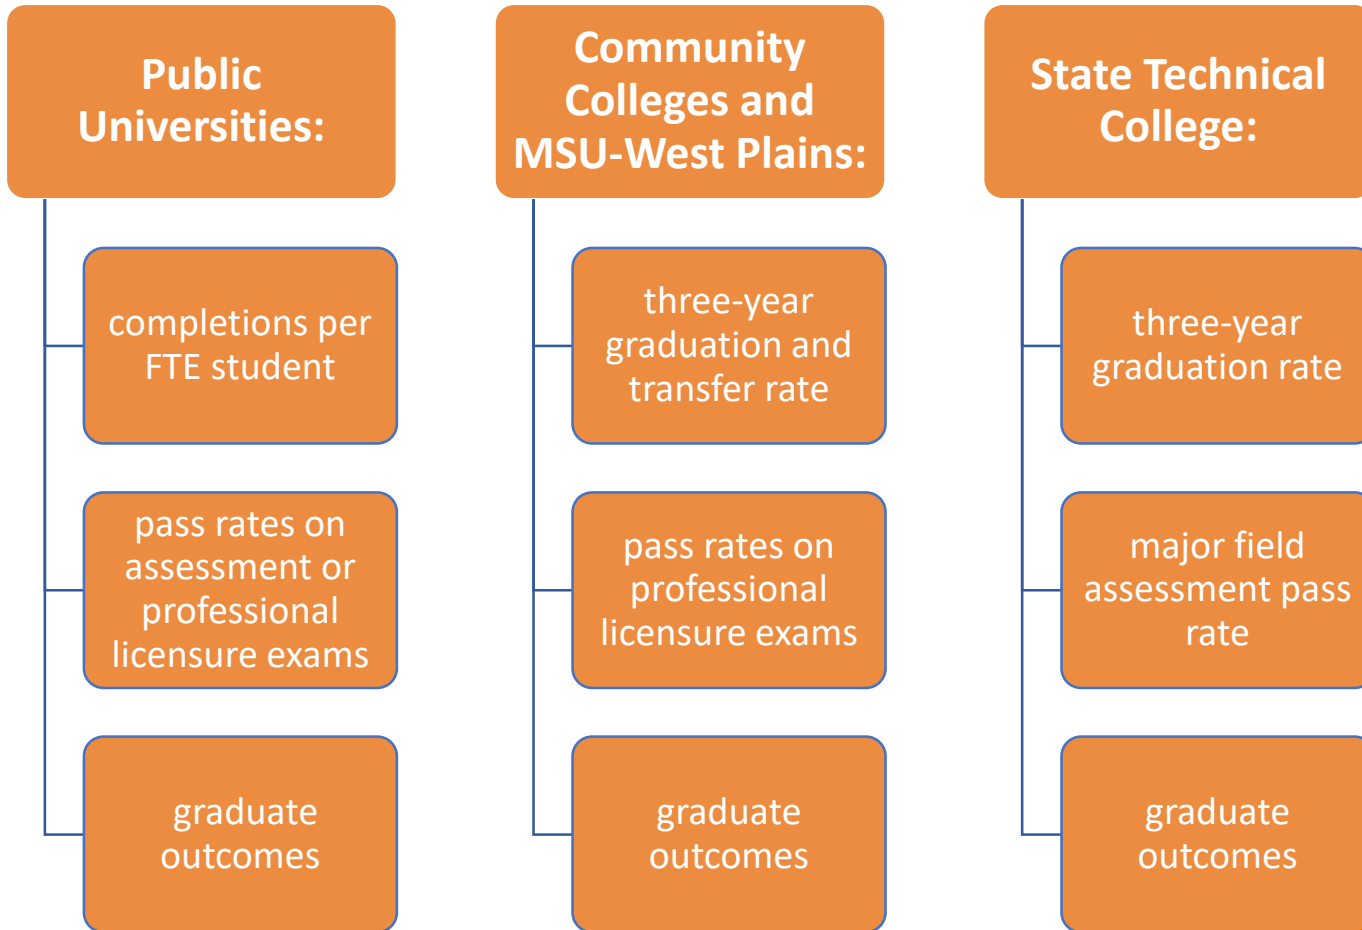 Public
Universities:
completions per
FTE student
pass rates on
assessment or
professional
licensure exams
graduate
outcomes
Community
Colleges and
MSU-West Plains:
three-year
graduation and
transfer rate
pass rates on
professional
licensure exams
graduate
outcomes
State Technical
College:
three-year
graduation rate
major field
assessment pass
rate
graduate
outcomes